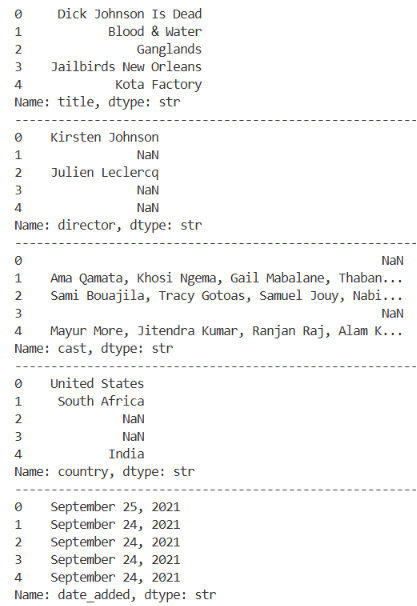 0 Dick Johnson Is Dead
1 Blood & Water
2 Ganglands
3 Jailbirds New Orleans
4 Kota Factory
Name: title, dtype: str
--------------------------------------------------
0 Kirsten Johnson
1 NaN
2 Julien Leclercq
3 NaN
4 NaN
Name: director, dtype: str
--------------------------------------------------
0 NaN
1 Ama Qamata, Khosi Ngema, Gail Mabalane, Thaban...
2 Sami Bouajila, Tracy Gotoas, Samuel Jouy, Nabi...
3 NaN
4 Mayur More, Jitendra Kumar, Ranjan Raj, Alam K...
Name: cast, dtype: str
--------------------------------------------------
0 United States
1 South Africa
2 NaN
3 NaN
4 India
Name: country, dtype: str
--------------------------------------------------
0 September 25, 2021
1 September 24, 2021
2 September 24, 2021
3 September 24, 2021
4 September 24, 2021
Name: date_added, dtype: str